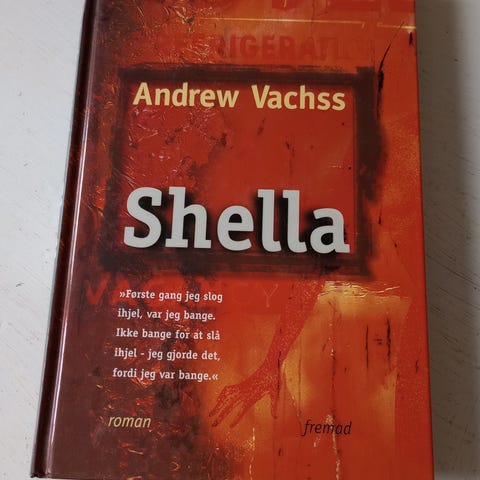 REFRIGERATIO
Andrew Vachss
Shella
»Første gang jeg slog
ihjel, var jeg bange.
Ikke bange for at slå
ihjel - jeg gjorde det,
fordi jeg var bange.«
roman
fremad